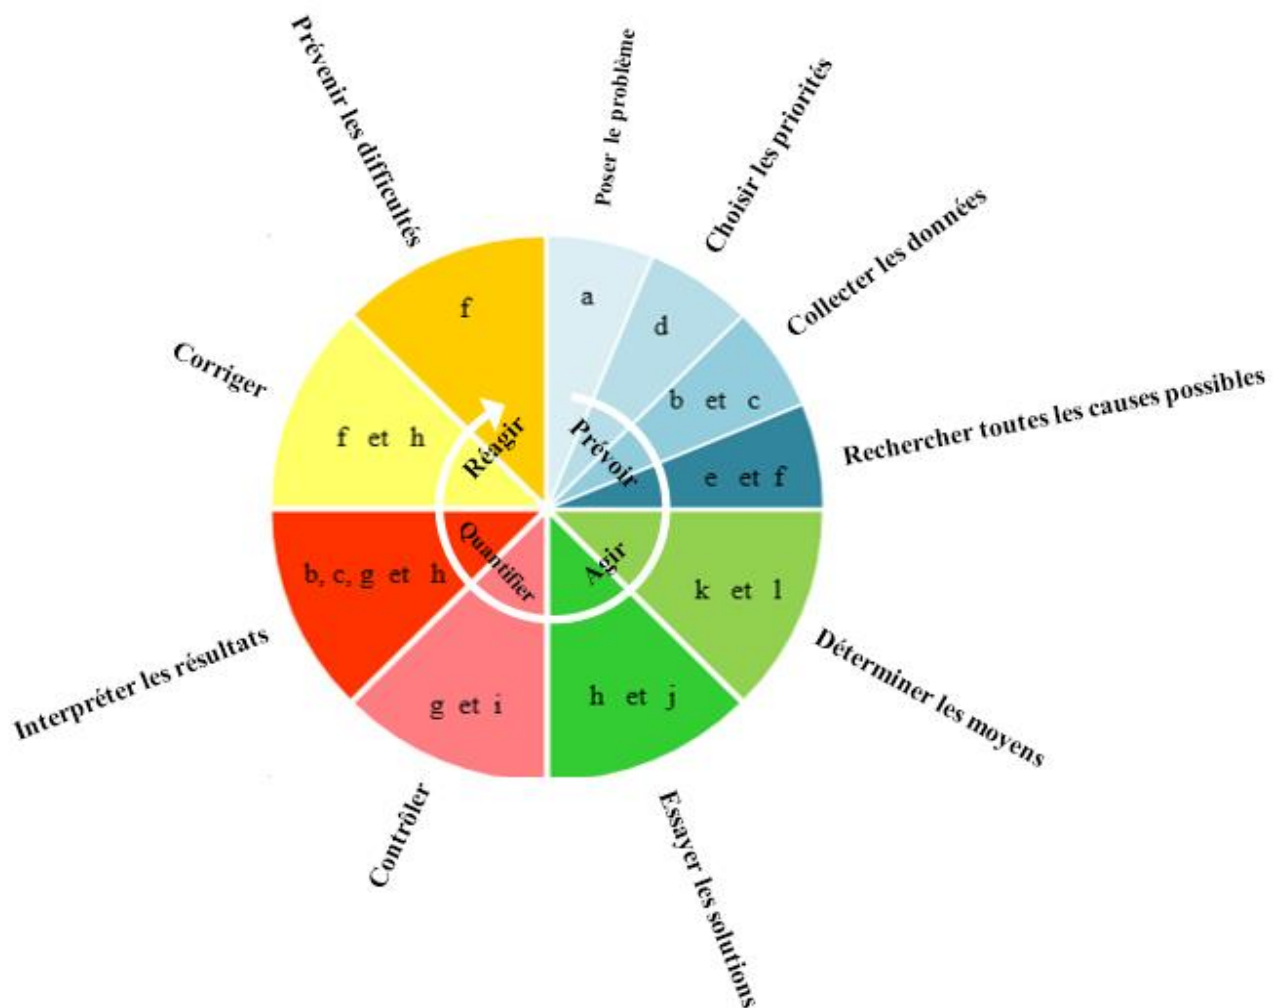 Prévenir les difficultés
Poser le problème
Choisir les priorités
Collecter les données
Rechercher toutes les causes possibles
Déterminer les moyens
Essayer les solutions
Contrôler
Interpréter les résultats
Corriger
f
a
d
b et c
e et f
k et l
h et j
g et i
b, c, g et h
f et h
Prévoir
Agir
Quantifier
Réagir